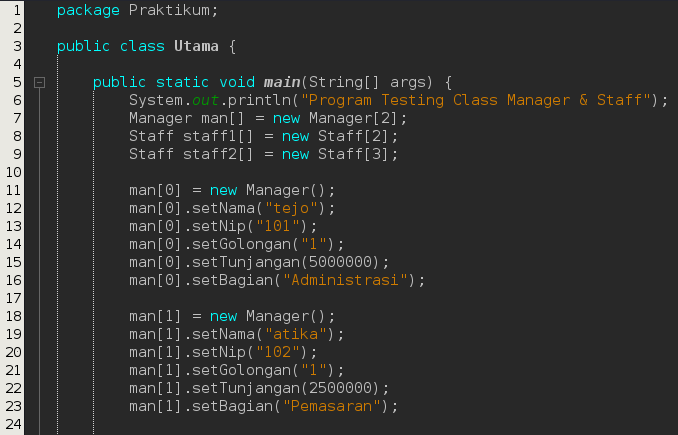 1 package Praktikum;
2
3 public class Utama {
4
5 public static void main(String[] args) {
6 System.out.println("Program Testing Class Manager & Staff");
7 Manager man[] = new Manager[2];
8 Staff staff1[] = new Staff[2];
9 Staff staff2[] = new Staff[3];
10
11 man[0] = new Manager();
12 man[0].setNama("tejo");
13 man[0].setNip("101");
14 man[0].setGolongan("1");
15 man[0].setTunjangan(5000000);
16 man[0].setBagian("Administrasi");
17
18 man[1] = new Manager();
19 man[1].setNama("atika");
20 man[1].setNip("102");
21 man[1].setGolongan("1");
22 man[1].setTunjangan(2500000);
23 man[1].setBagian("Pemasaran");
24